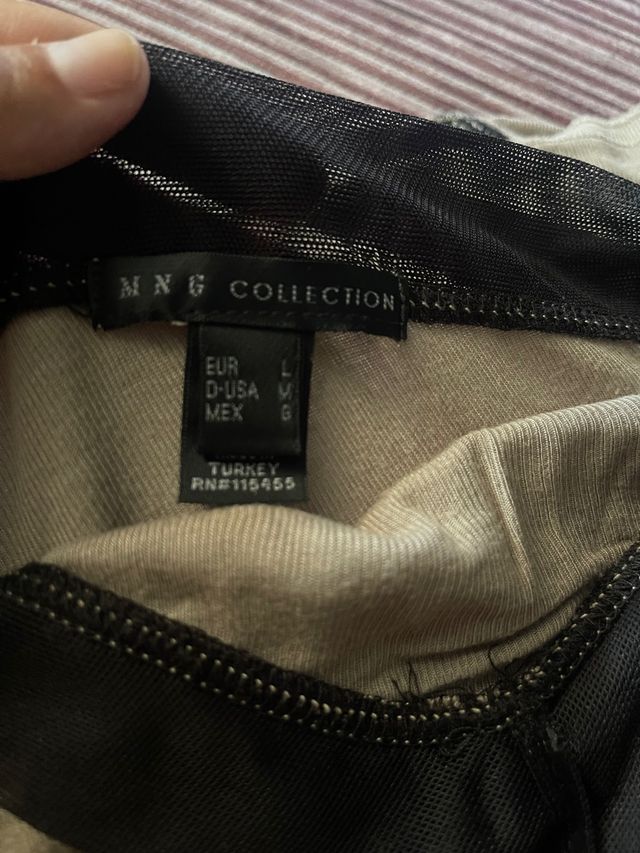 MNG COLLECTION
EUR L
D-USA M
MEX G
TURKEY
RN#115455